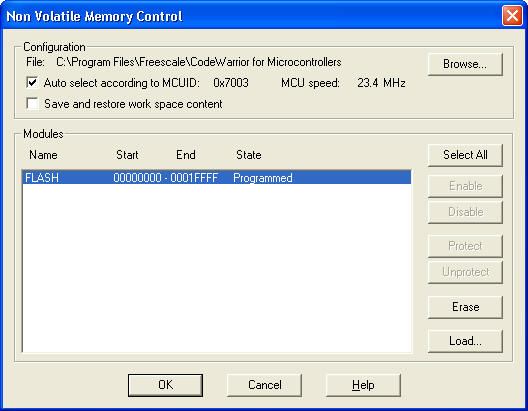 Non Volatile Memory Control
Configuration
File: C:\Program Files\Freescale\CodeWarrior for Microcontrollers
Browse...
Auto select according to MCUID: 0x7003 MCU speed: 23.4 MHz
Save and restore work space content
Modules
Name Start End State
Select All
FLASH 00000000 - 0001FFFF Programmed
Enable
Disable
Protect
Unprotect
Erase
Load...
OK Cancel Help